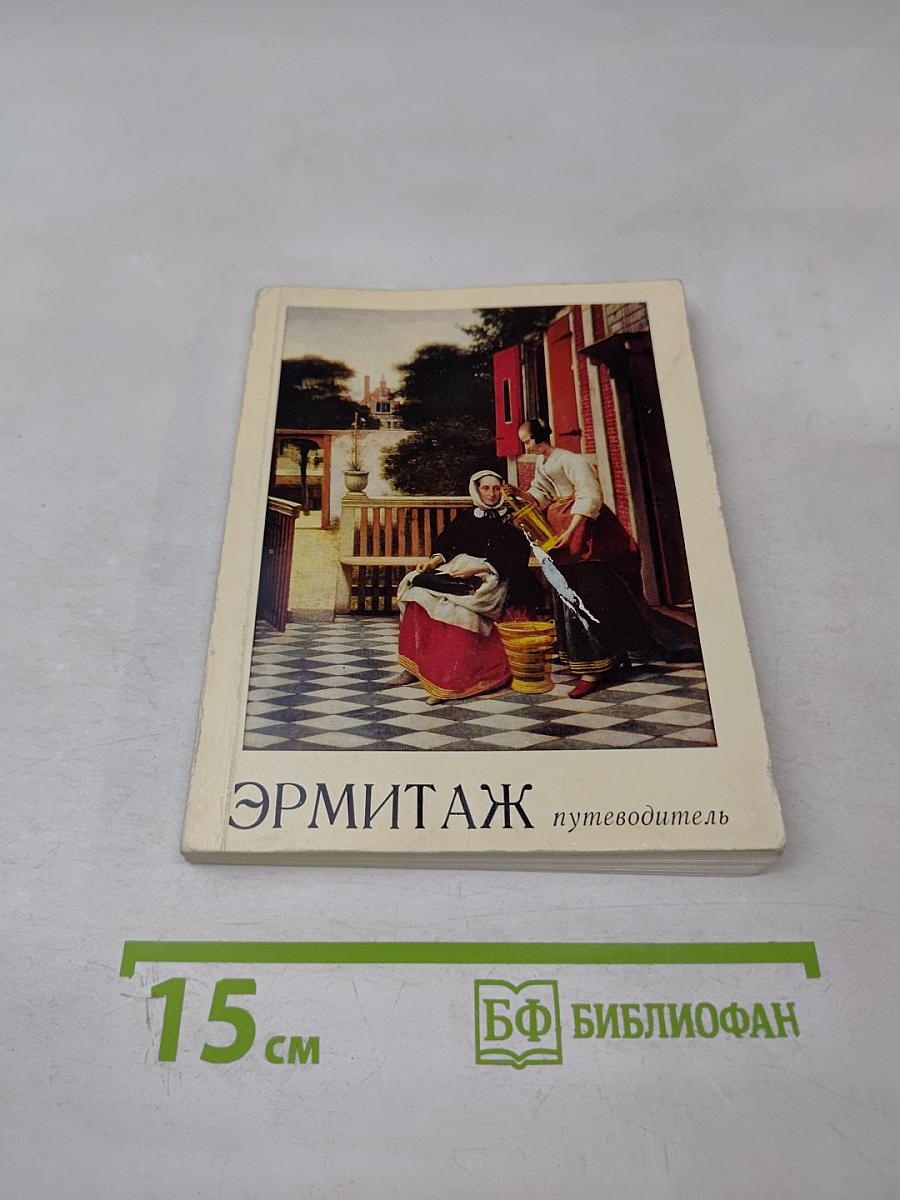 ЭРМИТАЖ путеводитель
15 см
БФ БИБЛИОФАН